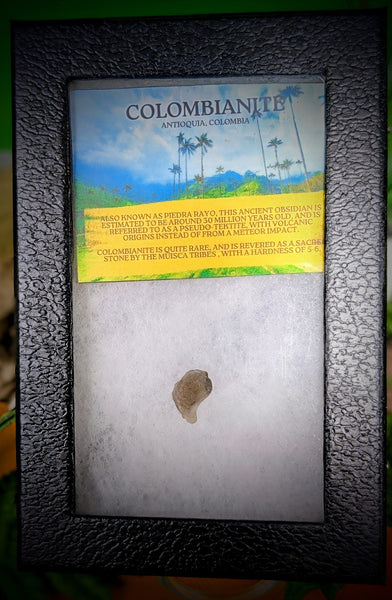 COLOMBIANITE
ANTIOQUIA, COLOMBIA
ALSO KNOWN AS PIEDRA RAYO, THIS ANCIENT OBSIDIAN IS
ESTIMATED TO BE AROUND 30 MILLION YEARS OLD, AND IS
REFERRED TO AS A PSEUDO-TEKTITE, WITH VOLCANIC
ORIGINS INSTEAD OF FROM A METEOR IMPACT.
COLOMBIANITE IS QUITE RARE, AND IS REVERED AS A SACRED
STONE BY THE MUISCA TRIBES , WITH A HARDNESS OF 5-6.